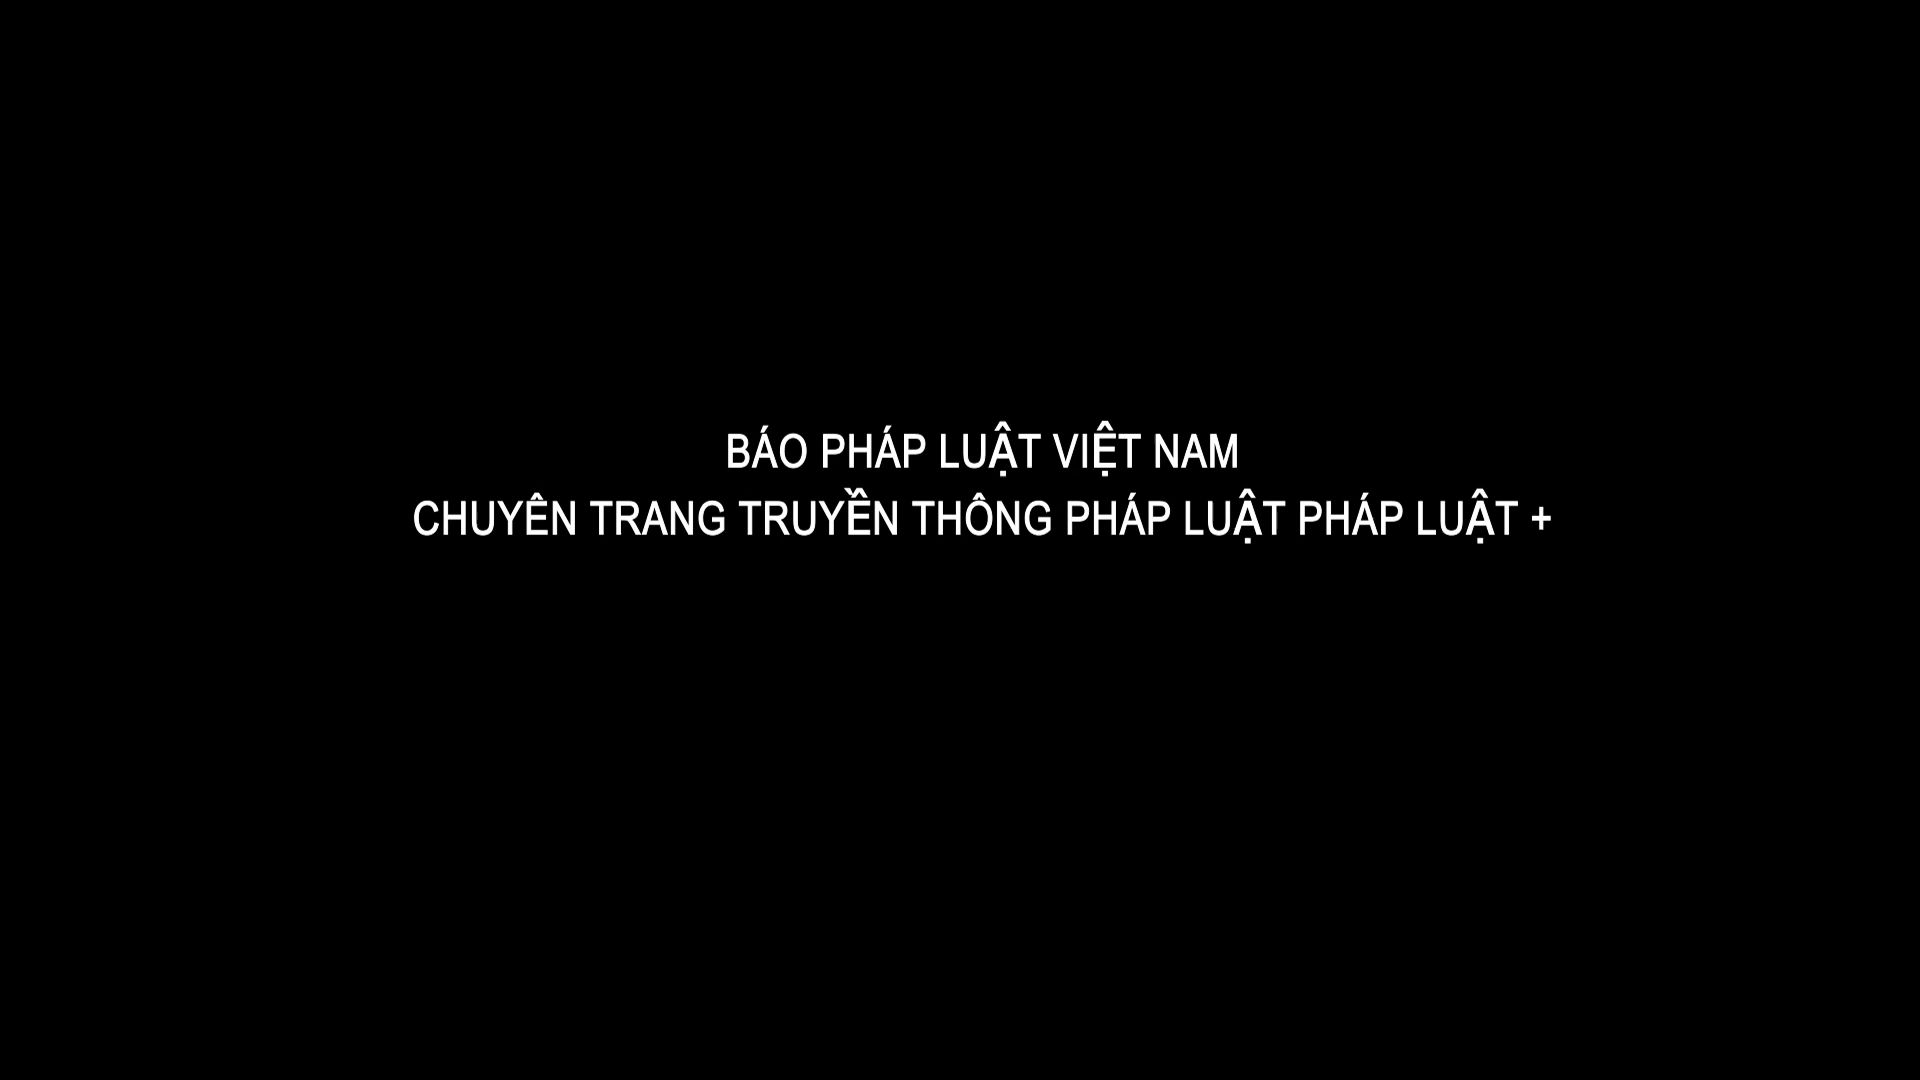 BÁO PHÁP LUẬT VIỆT NAM
CHUYÊN TRANG TRUYỀN THÔNG PHÁP LUẬT PHÁP LUẬT +